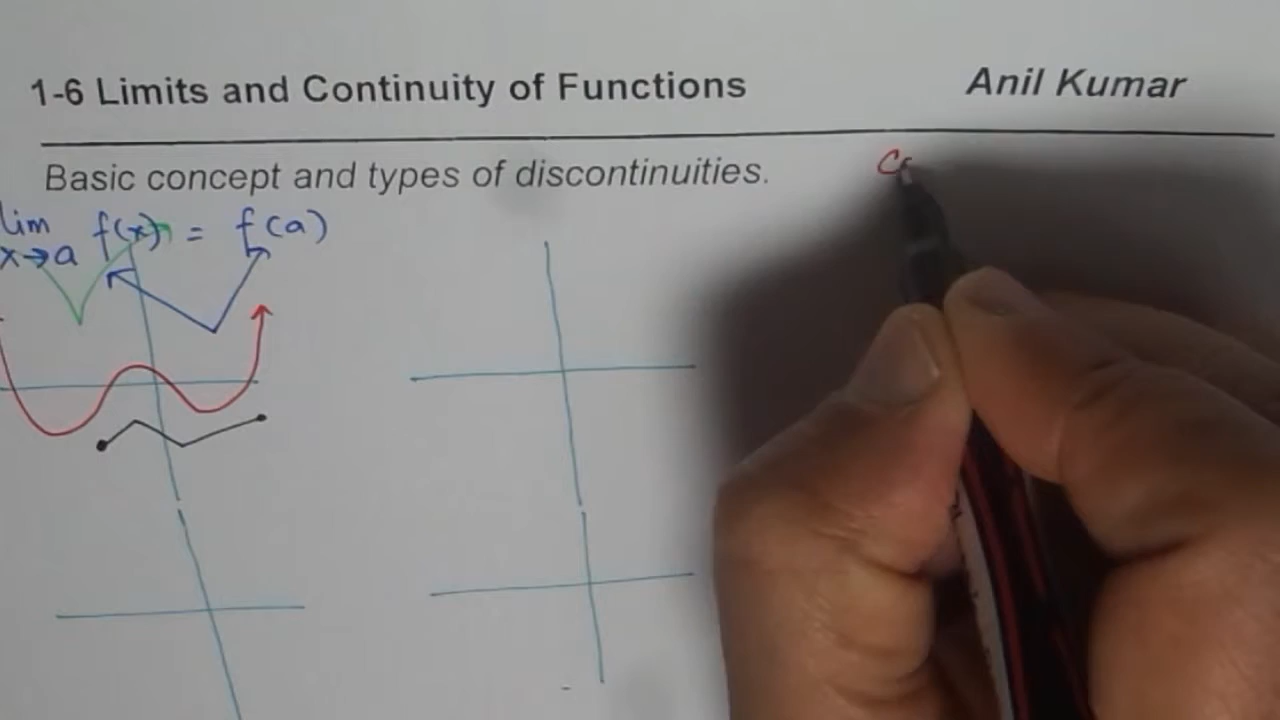 1-6 Limits and Continuity of Functions Anil Kumar
Basic concept and types of discontinuities.
lim f(x) = f(a)
x→a